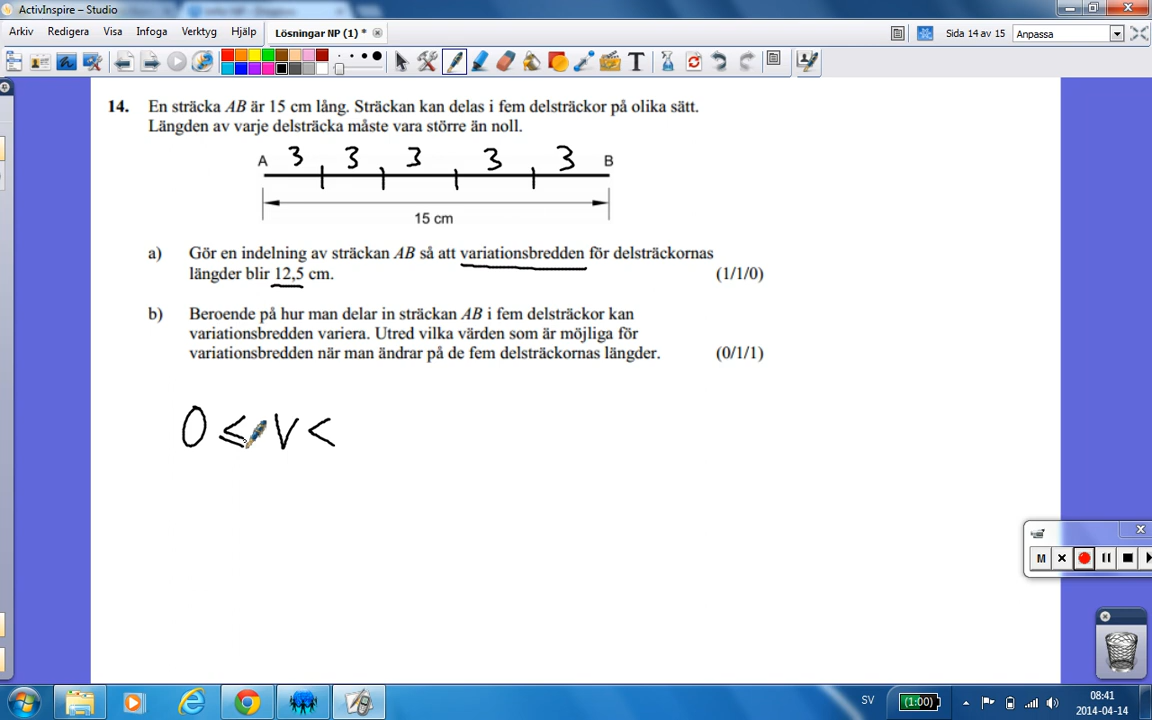 ActivInspire – Studio
Arkiv Redigera Visa Infoga Verktyg Hjälp Lösningar NP (1) * Sida 14 av 15 Anpassa
14. En sträcka AB är 15 cm lång. Sträckan kan delas i fem delsträckor på olika sätt.
Längden av varje delsträcka måste vara större än noll.
A 3 3 3 3 3 B
15 cm
a) Gör en indelning av sträckan AB så att variationsbredden för delsträckornas
längder blir 12,5 cm. (1/1/0)
b) Beroende på hur man delar in sträckan AB i fem delsträckor kan
variationsbredden variera. Utred vilka värden som är möjliga för
variationsbredden när man ändrar på de fem delsträckornas längder. (0/1/1)
0 ≤ V <
M
SV (1:00) 08:41
2014-04-14